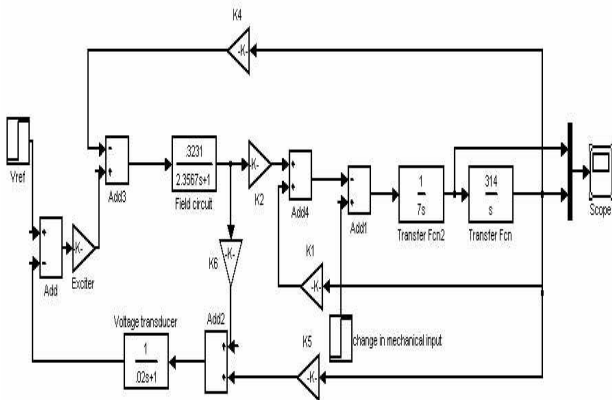 K4
-K-
Vref
Add3
.3231
2.3567s+1
Field circuit
-K-
K2
Add4
Add1
1
7s
Transfer Fcn2
314
s
Transfer Fcn
Scope
Add
-K-
Exciter
-K-
K6
K1
-K-
Voltage transducer
1
.02s+1
Add2
K5
-K-
change in mechanical input